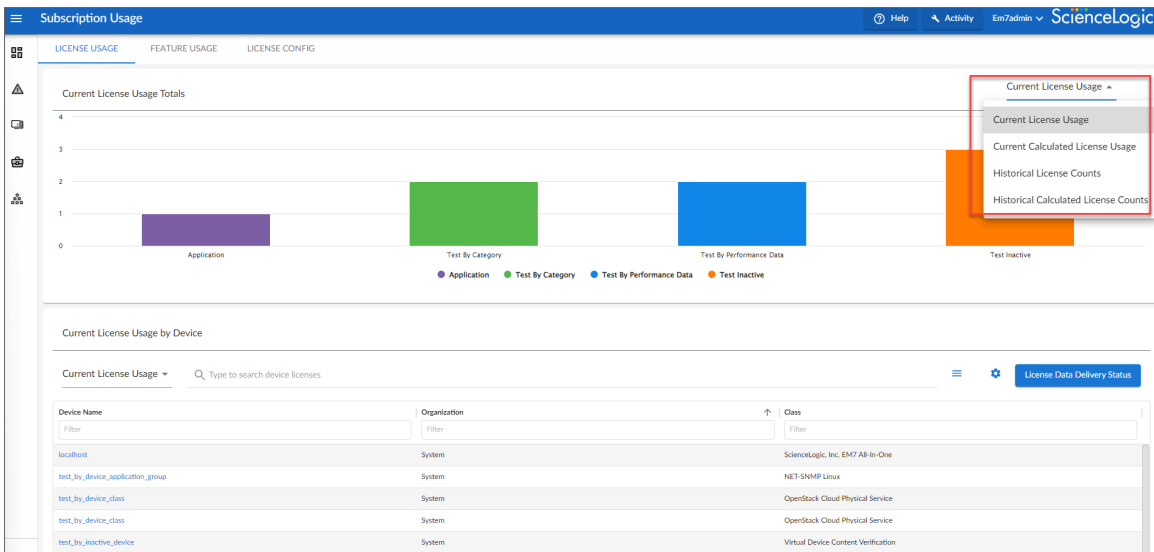 Subscription Usage
Help
Activity
Em7admin
ScienceLogic
LICENSE USAGE
FEATURE USAGE
LICENSE CONFIG
Current License Usage Totals
Current License Usage
Current License Usage
Current Calculated License Usage
Historical License Counts
Historical Calculated License Counts
4
3
2
1
0
Application
Test By Category
Test By Performance Data
Test Inactive
Application
Test By Category
Test By Performance Data
Test Inactive
Current License Usage by Device
Current License Usage
Type to search device licenses
License Data Delivery Status
Device Name
Organization
Class
Filter
Filter
Filter
localhost
System
ScienceLogic, Inc. EM7 All-In-One
test_by_device_application_group
System
NET-SNMP Linux
test_by_device_class
System
OpenStack Cloud Physical Service
test_by_device_class
System
OpenStack Cloud Physical Service
test_by_inactive_device
System
Virtual Device Content Verification